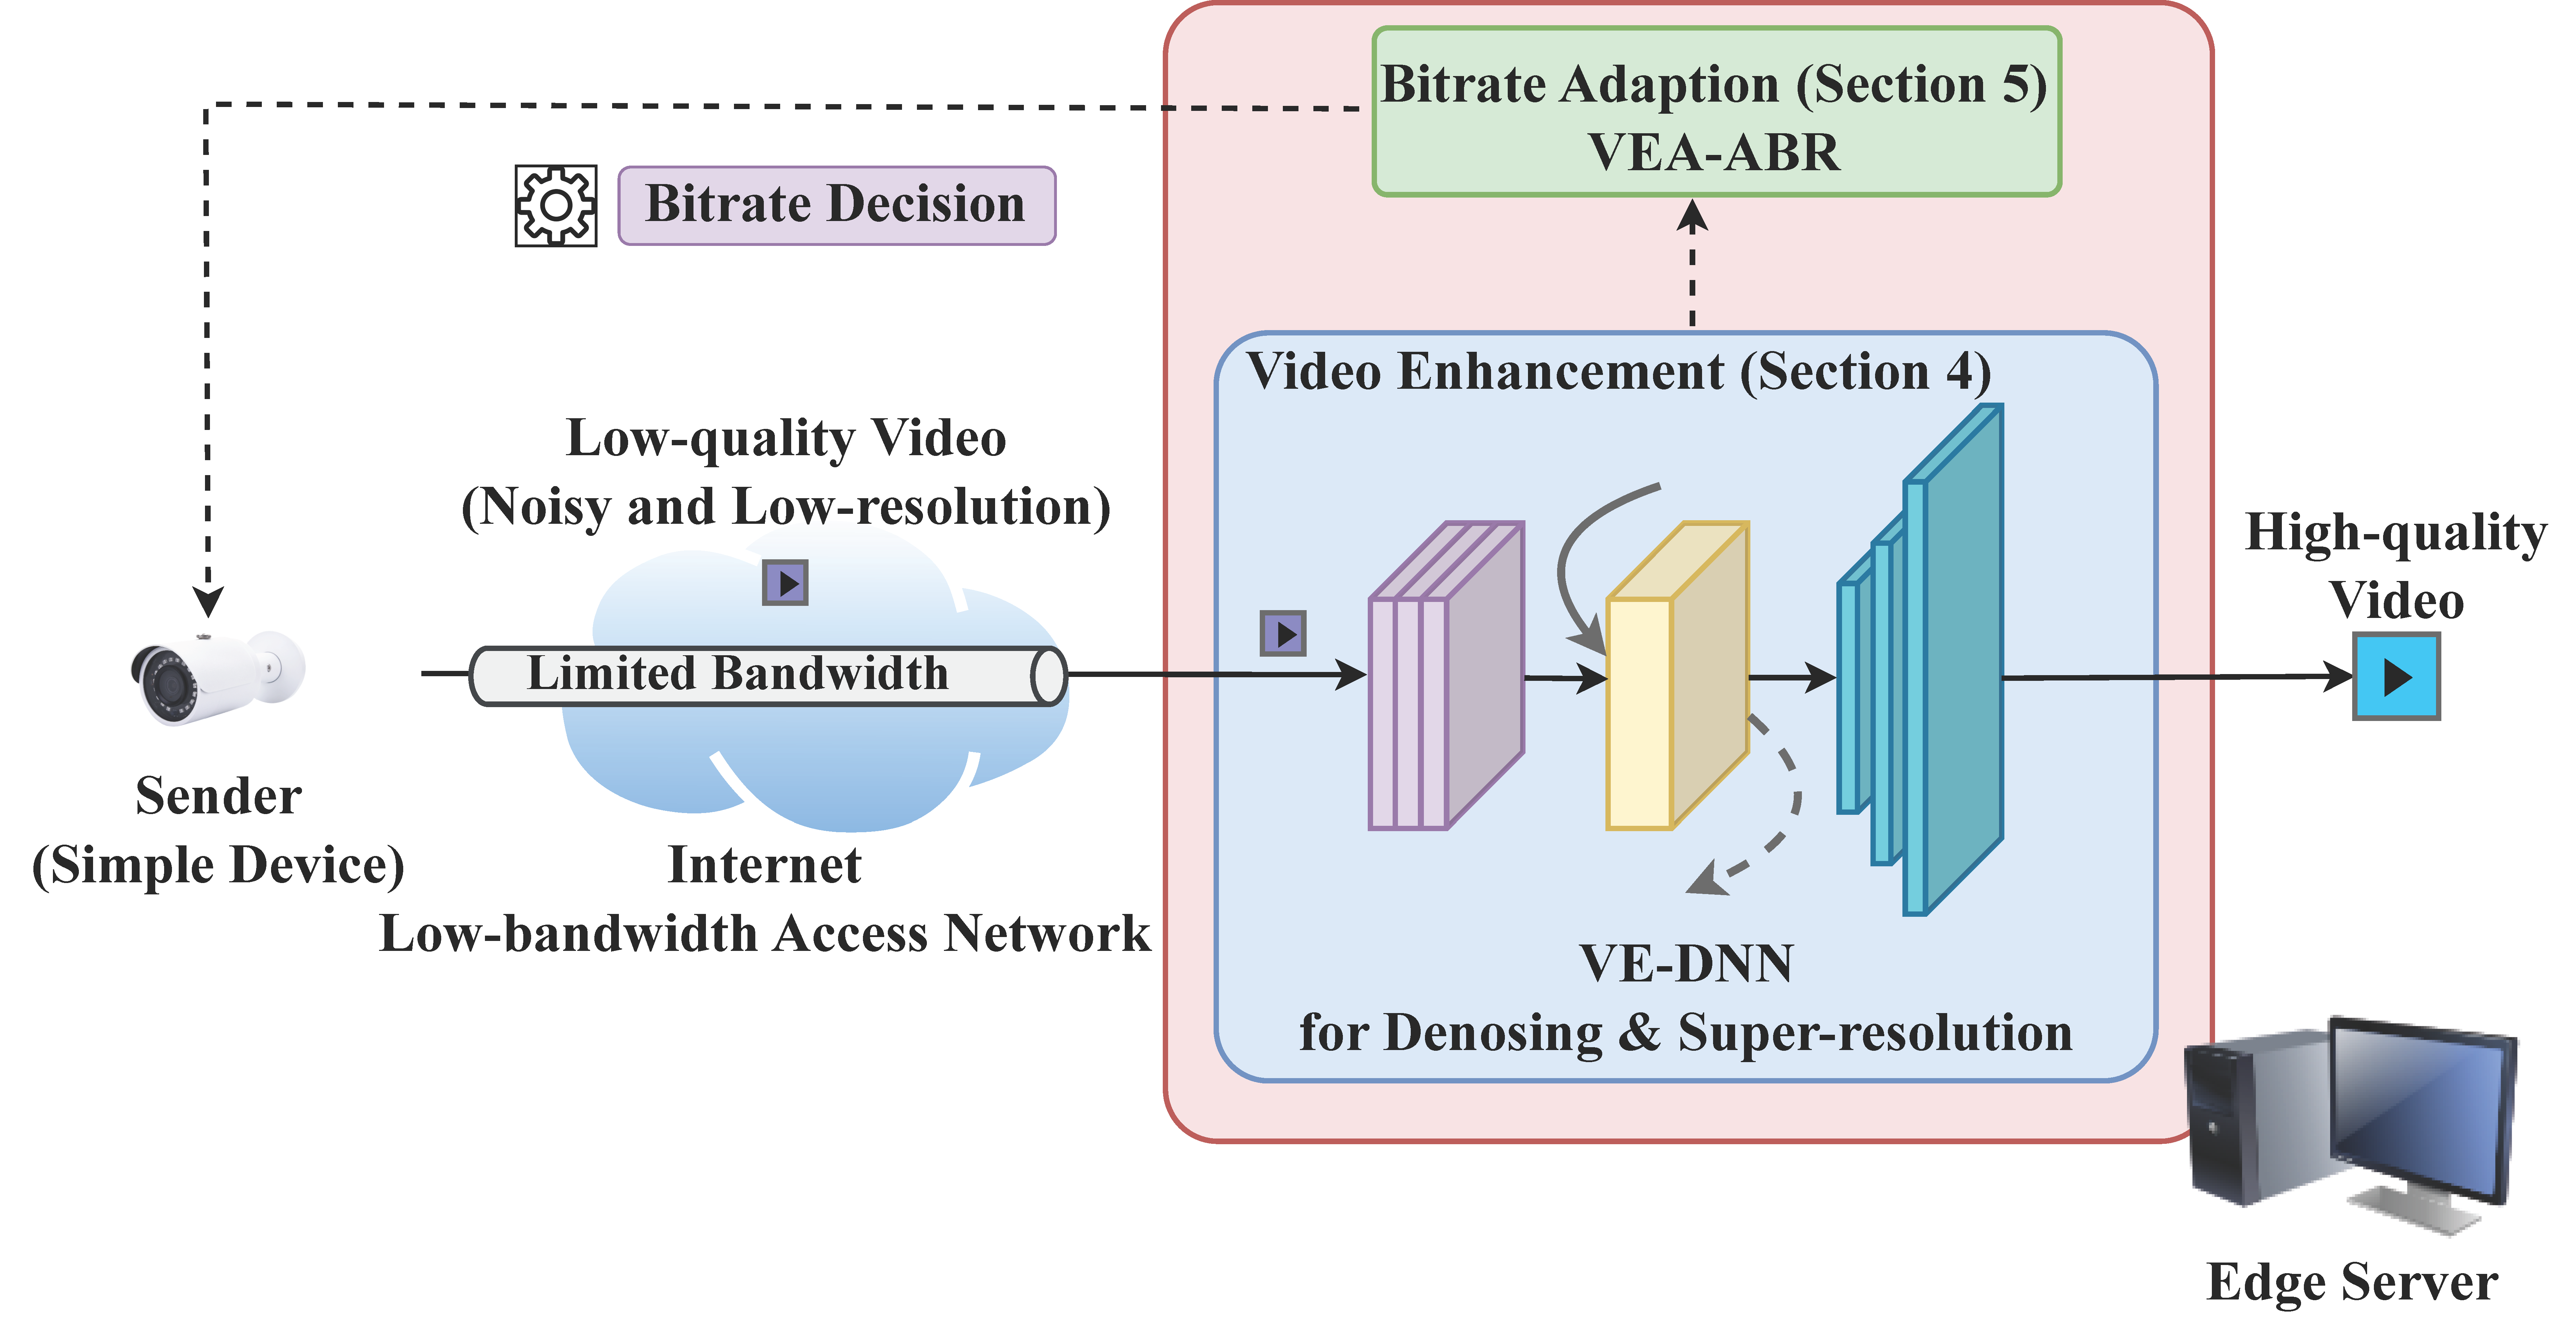 Bitrate Adaption (Section 5)
VEA-ABR
Bitrate Decision
Video Enhancement (Section 4)
Low-quality Video
(Noisy and Low-resolution)
High-quality
Video
Limited Bandwidth
Sender
(Simple Device)
Internet
Low-bandwidth Access Network
VE-DNN
for Denosing & Super-resolution
Edge Server